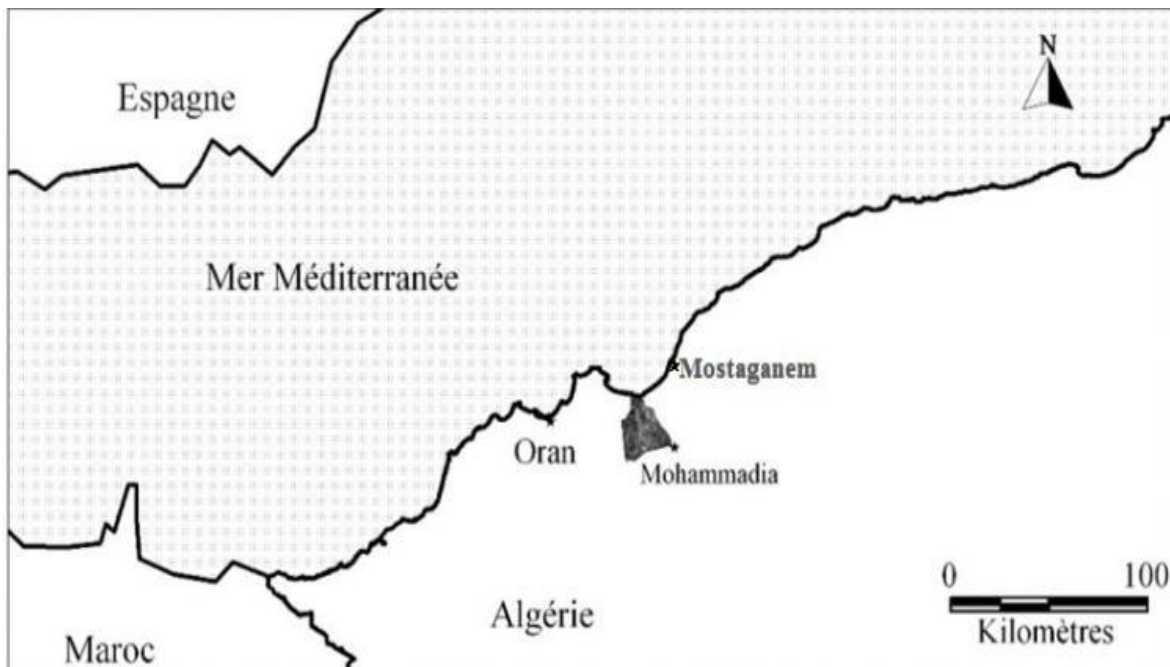 N
Espagne
Mer Méditerranée
Mostaganem
Oran
Mohammadia
0 100
Algérie
Kilomètres
Maroc